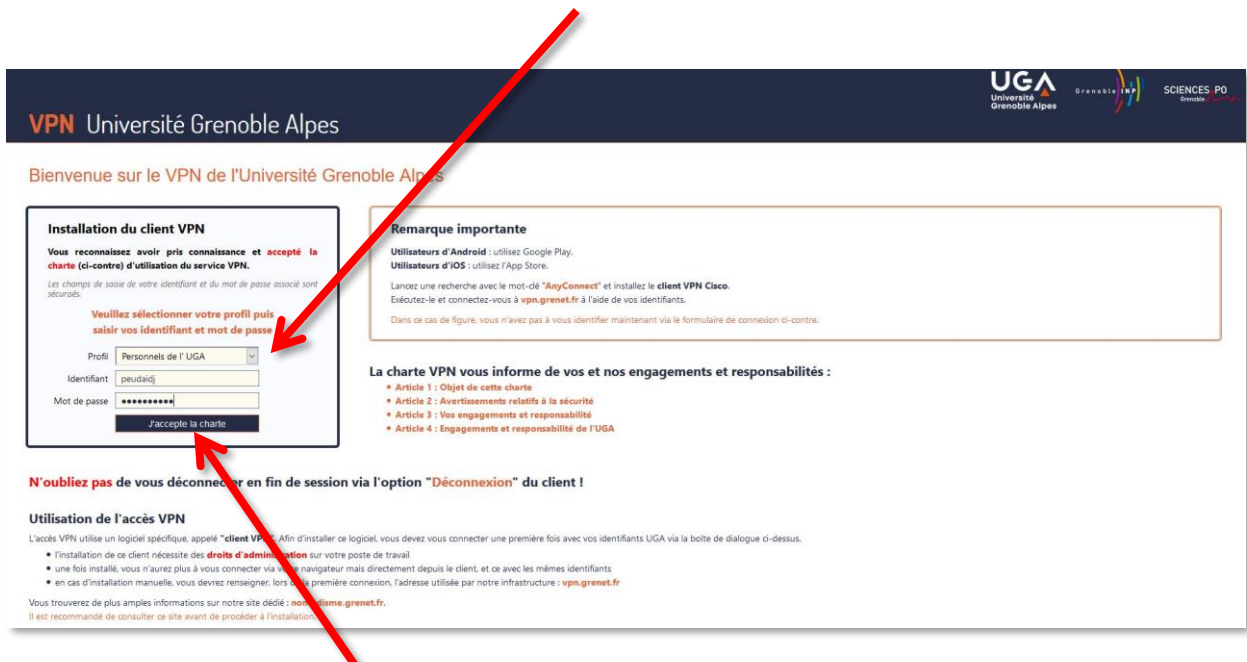 UGA
Université
Grenoble Alpes
Grenoble INP
SCIENCES PO
Grenoble
VPN Université Grenoble Alpes
Bienvenue sur le VPN de l'Université Grenoble Alpes
Installation du client VPN
Vous reconnaissez avoir pris connaissance et accepté la
charte (ci-contre) d'utilisation du service VPN.
Les champs de saisie de votre identifiant et du mot de passe associé sont
sécurisés.
Veuillez sélectionner votre profil puis
saisir vos identifiant et mot de passe
Profil Personnels de l' UGA
Identifiant peudaidj
Mot de passe ●●●●●●●●●●
J'accepte la charte
Remarque importante
Utilisateurs d'Android : utilisez Google Play.
Utilisateurs d'iOS : utilisez l'App Store.
Lancez une recherche avec le mot-clé "AnyConnect" et installez le client VPN Cisco.
Exécutez-le et connectez-vous à vpn.grenet.fr à l'aide de vos identifiants.
Dans ce cas de figure, vous n'avez pas à vous identifier maintenant via le formulaire de connexion ci-contre.
La charte VPN vous informe de vos et nos engagements et responsabilités :
• Article 1 : Objet de cette charte
• Article 2 : Avertissements relatifs à la sécurité
• Article 3 : Vos engagements et responsabilité
• Article 4 : Engagements et responsabilité de l'UGA
N'oubliez pas de vous déconnecter en fin de session via l'option "Déconnexion" du client !
Utilisation de l'accès VPN
L'accès VPN utilise un logiciel spécifique, appelé "client VPN". Afin d'installer ce logiciel, vous devez vous connecter une première fois avec vos identifiants UGA via la boite de dialogue ci-dessus.
• l'installation de ce client nécessite des droits d'administration sur votre poste de travail
• une fois installé, vous n'aurez plus à vous connecter via votre navigateur mais directement depuis le client, et ce avec les mêmes identifiants
• en cas d'installation manuelle, vous devrez renseigner, lors de la première connexion, l'adresse utilisée par notre infrastructure : vpn.grenet.fr
Vous trouverez de plus amples informations sur notre site dédié : nomadisme.grenet.fr.
Il est recommandé de consulter ce site avant de procéder à l'installation.